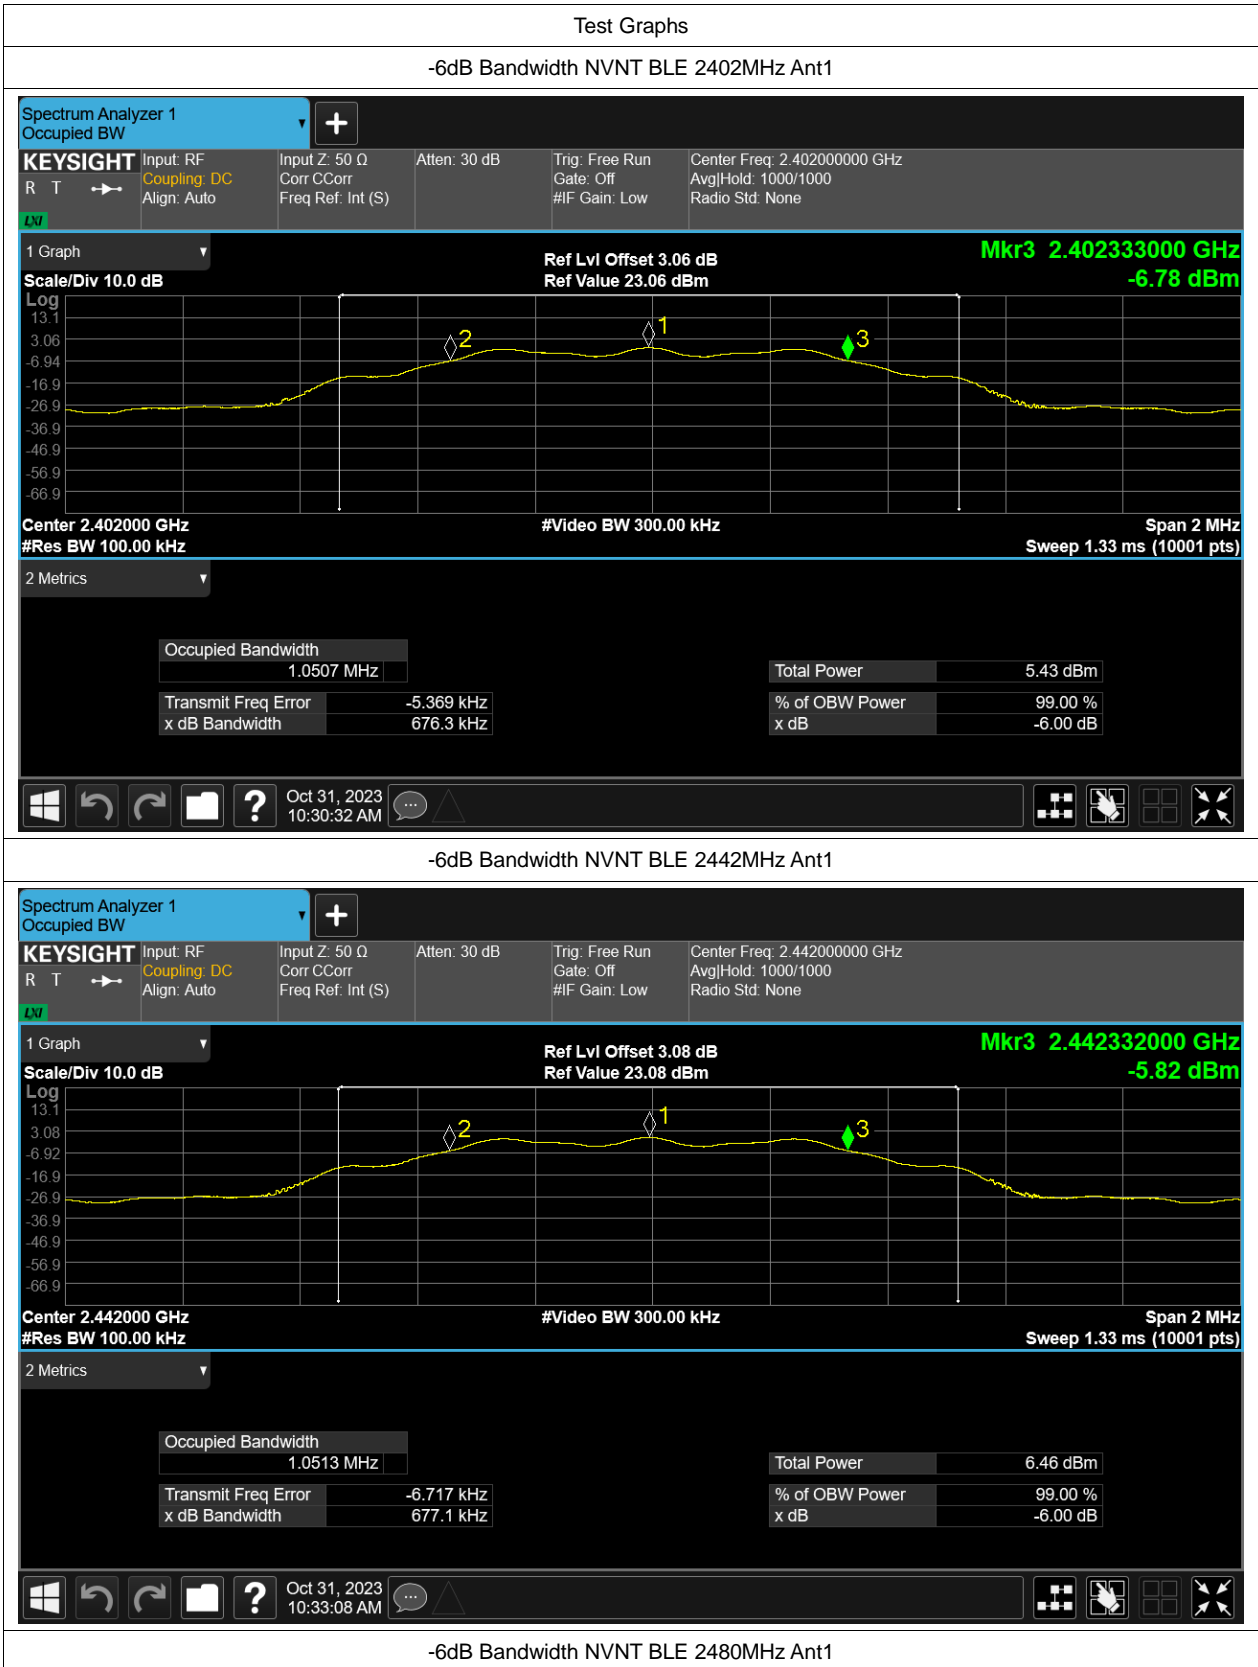 Test Graphs
-6dB Bandwidth NVNT BLE 2402MHz Ant1
Spectrum Analyzer 1
Occupied BW
KEYSIGHT Input: RF Input Z: 50 Ω Atten: 30 dB Trig: Free Run Center Freq: 2.402000000 GHz
R T Coupling: DC Corr CCorr Gate: Off Avg|Hold: 1000/1000
Align: Auto Freq Ref: Int (S) #IF Gain: Low Radio Std: None
LXI
1 Graph Ref Lvl Offset 3.06 dB Mkr3 2.402333000 GHz
Scale/Div 10.0 dB Ref Value 23.06 dBm -6.78 dBm
Log
13.1
3.06
-6.94
-16.9
-26.9
-36.9
-46.9
-56.9
-66.9
2 1 3
Center 2.402000 GHz #Video BW 300.00 kHz Span 2 MHz
#Res BW 100.00 kHz Sweep 1.33 ms (10001 pts)
2 Metrics
Occupied Bandwidth
1.0507 MHz Total Power 5.43 dBm
Transmit Freq Error -5.369 kHz % of OBW Power 99.00 %
x dB Bandwidth 676.3 kHz x dB -6.00 dB
Oct 31, 2023
10:30:32 AM
-6dB Bandwidth NVNT BLE 2442MHz Ant1
Spectrum Analyzer 1
Occupied BW
KEYSIGHT Input: RF Input Z: 50 Ω Atten: 30 dB Trig: Free Run Center Freq: 2.442000000 GHz
R T Coupling: DC Corr CCorr Gate: Off Avg|Hold: 1000/1000
Align: Auto Freq Ref: Int (S) #IF Gain: Low Radio Std: None
LXI
1 Graph Ref Lvl Offset 3.08 dB Mkr3 2.442332000 GHz
Scale/Div 10.0 dB Ref Value 23.08 dBm -5.82 dBm
Log
13.1
3.08
-6.92
-16.9
-26.9
-36.9
-46.9
-56.9
-66.9
2 1 3
Center 2.442000 GHz #Video BW 300.00 kHz Span 2 MHz
#Res BW 100.00 kHz Sweep 1.33 ms (10001 pts)
2 Metrics
Occupied Bandwidth
1.0513 MHz Total Power 6.46 dBm
Transmit Freq Error -6.717 kHz % of OBW Power 99.00 %
x dB Bandwidth 677.1 kHz x dB -6.00 dB
Oct 31, 2023
10:33:08 AM
-6dB Bandwidth NVNT BLE 2480MHz Ant1